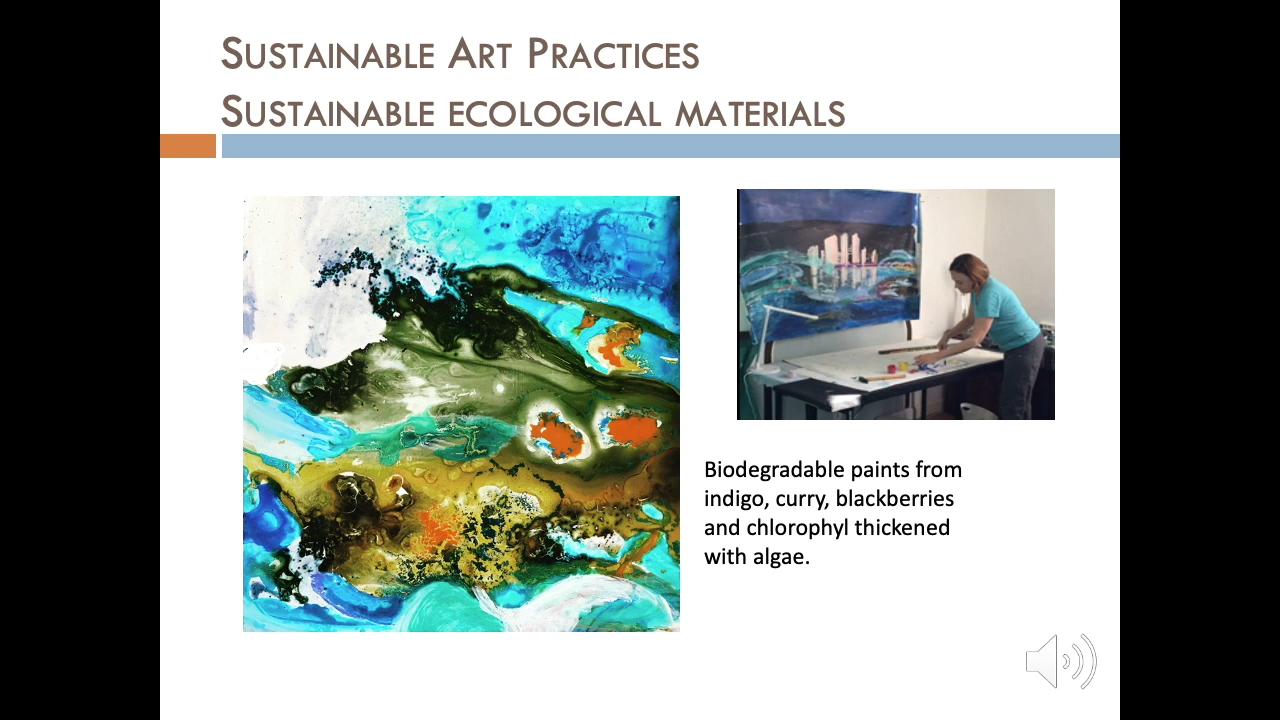 Sustainable Art Practices
Sustainable ecological materials
Biodegradable paints from
indigo, curry, blackberries
and chlorophyl thickened
with algae.